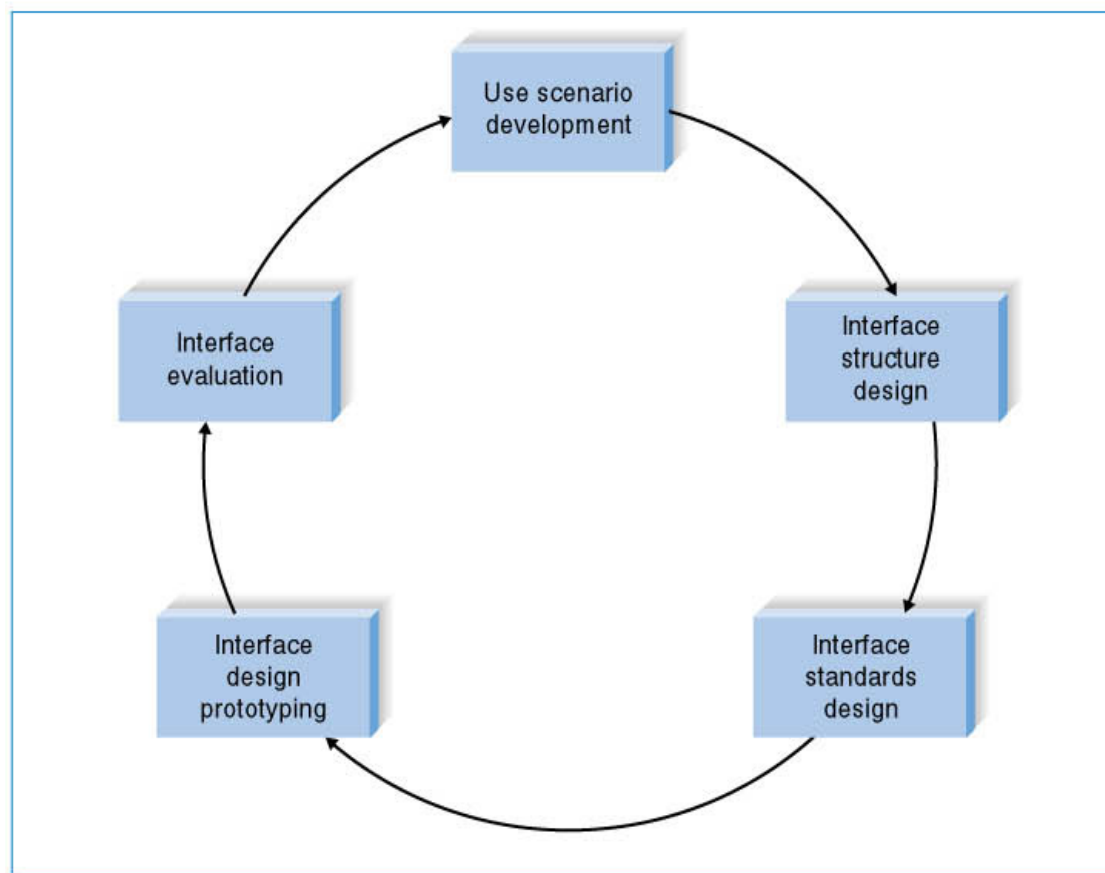 Use scenario
development
Interface
structure
design
Interface
standards
design
Interface
design
prototyping
Interface
evaluation